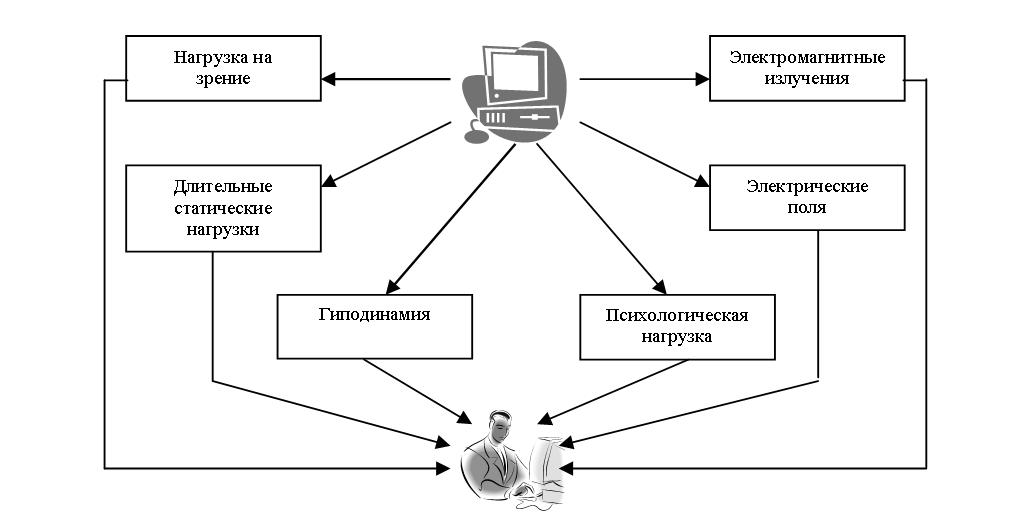 Нагрузка на
зрение
Электромагнитные
излучения
Длительные
статические
нагрузки
Электрические
поля
Гиподинамия
Психологическая
нагрузка